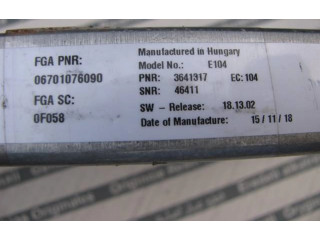 FGA PNR:
06701076090
FGA SC:
0F058
Manufactured in Hungary
Model No.: E104
PNR: 3641317 EC: 104
SNR: 46411
SW - Release: 18.13.02
Date of Manufacture: 15 / 11 / 18